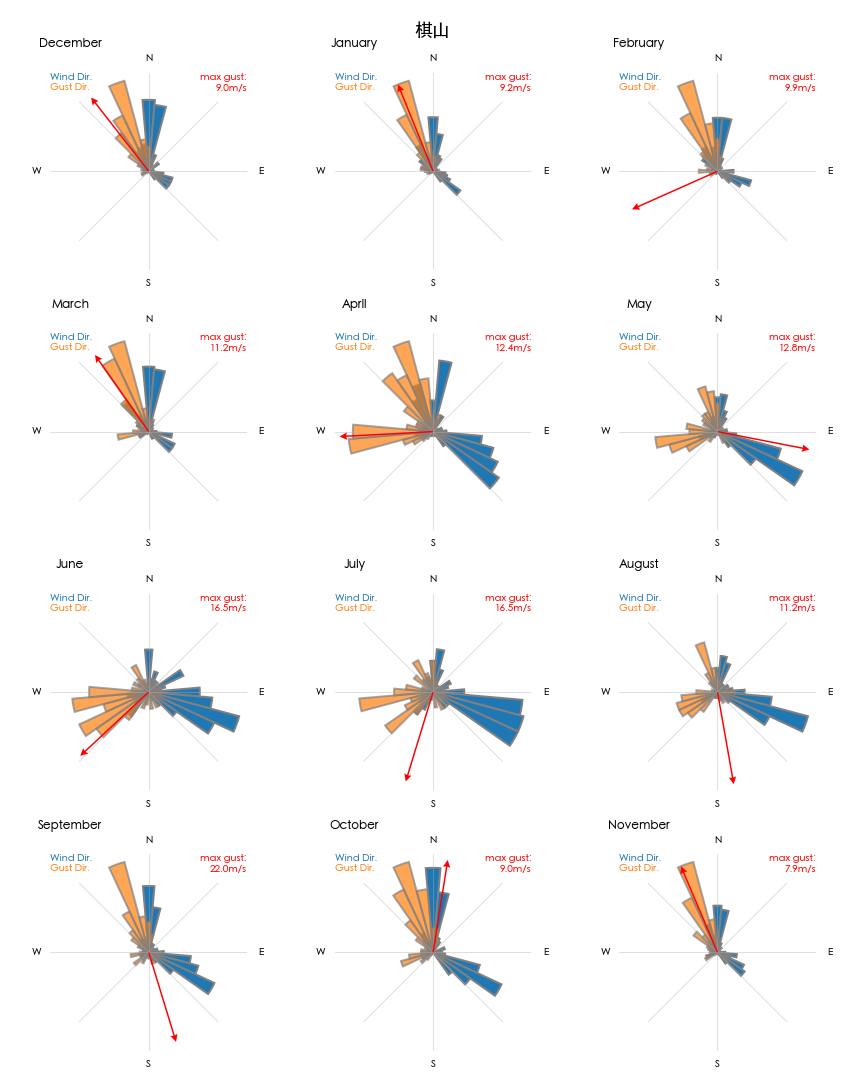 棋山
December
N
Wind Dir.
Gust Dir.
max gust:
9.0m/s
W
E
S
January
N
Wind Dir.
Gust Dir.
max gust:
9.2m/s
W
E
S
February
N
Wind Dir.
Gust Dir.
max gust:
9.9m/s
W
E
S
March
N
Wind Dir.
Gust Dir.
max gust:
11.2m/s
W
E
S
April
N
Wind Dir.
Gust Dir.
max gust:
12.4m/s
W
E
S
May
N
Wind Dir.
Gust Dir.
max gust:
12.8m/s
W
E
S
June
N
Wind Dir.
Gust Dir.
max gust:
16.5m/s
W
E
S
July
N
Wind Dir.
Gust Dir.
max gust:
16.5m/s
W
E
S
August
N
Wind Dir.
Gust Dir.
max gust:
11.2m/s
W
E
S
September
N
Wind Dir.
Gust Dir.
max gust:
22.0m/s
W
E
S
October
N
Wind Dir.
Gust Dir.
max gust:
9.0m/s
W
E
S
November
N
Wind Dir.
Gust Dir.
max gust:
7.9m/s
W
E
S